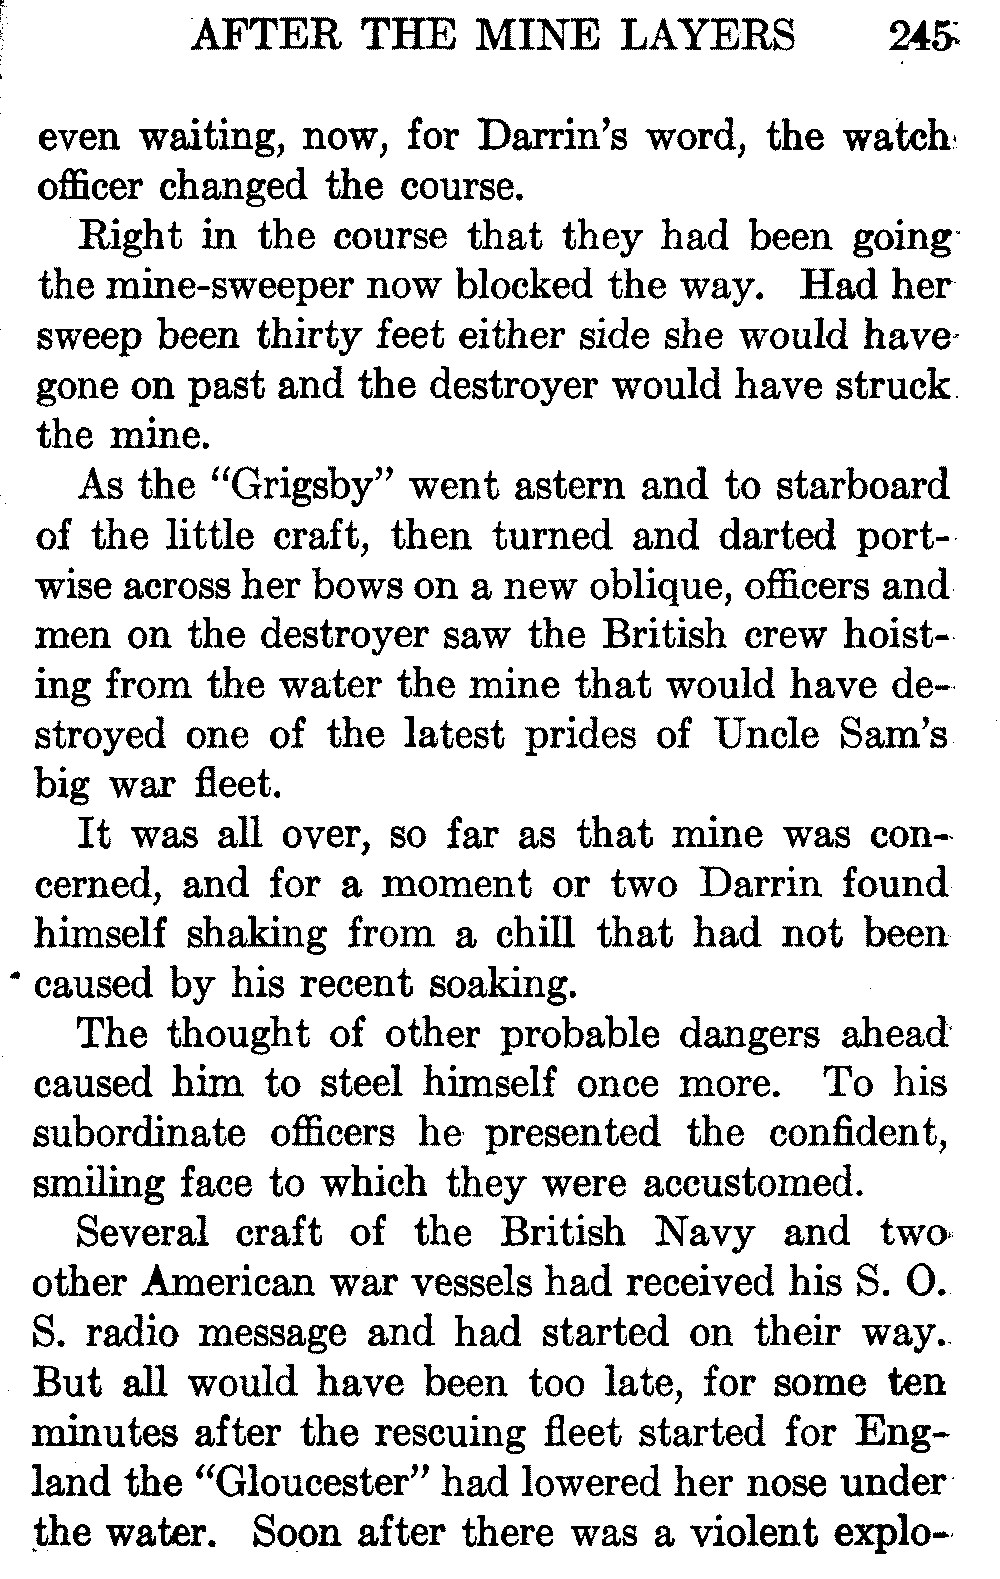 AFTER THE MINE LAYERS 245
even waiting, now, for Darrin's word, the watch
officer changed the course.
Right in the course that they had been going
the mine-sweeper now blocked the way. Had her
sweep been thirty feet either side she would have
gone on past and the destroyer would have struck
the mine.
As the "Grigsby" went astern and to starboard
of the little craft, then turned and darted port-
wise across her bows on a new oblique, officers and
men on the destroyer saw the British crew hoist-
ing from the water the mine that would have de-
stroyed one of the latest prides of Uncle Sam's
big war fleet.
It was all over, so far as that mine was con-
cerned, and for a moment or two Darrin found
himself shaking from a chill that had not been
caused by his recent soaking.
The thought of other probable dangers ahead
caused him to steel himself once more. To his
subordinate officers he presented the confident,
smiling face to which they were accustomed.
Several craft of the British Navy and two
other American war vessels had received his S. O.
S. radio message and had started on their way.
But all would have been too late, for some ten
minutes after the rescuing fleet started for Eng-
land the "Gloucester" had lowered her nose under
the water. Soon after there was a violent explo-